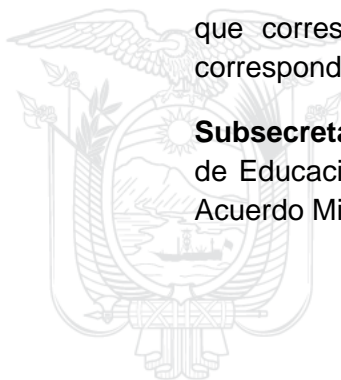 que corres
correspond
Subsecreta
de Educaci
Acuerdo Mi